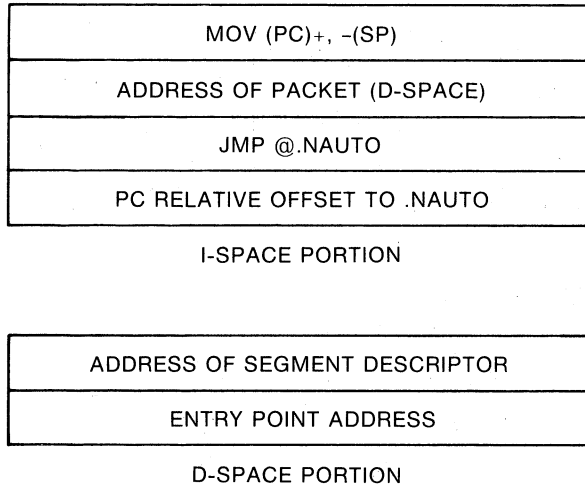 MOV (PC)+, -(SP)
ADDRESS OF PACKET (D-SPACE)
JMP @.NAUTO
PC RELATIVE OFFSET TO .NAUTO
I-SPACE PORTION
ADDRESS OF SEGMENT DESCRIPTOR
ENTRY POINT ADDRESS
D-SPACE PORTION